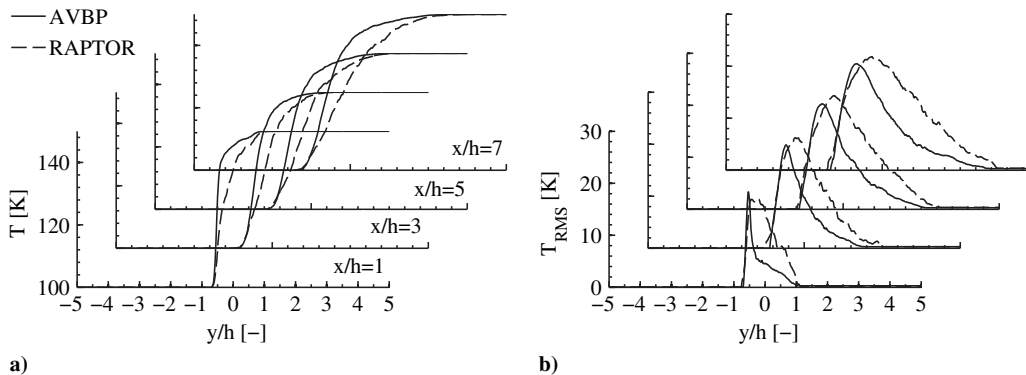 AVBP
RAPTOR
T [K]
140
120
100
x/h=7
x/h=5
x/h=3
x/h=1
−5 −4 −3 −2 −1 0 1 2 3 4 5
y/h [−]
a)
T_RMS [K]
30
20
10
0
−5 −4 −3 −2 −1 0 1 2 3 4 5
y/h [−]
b)